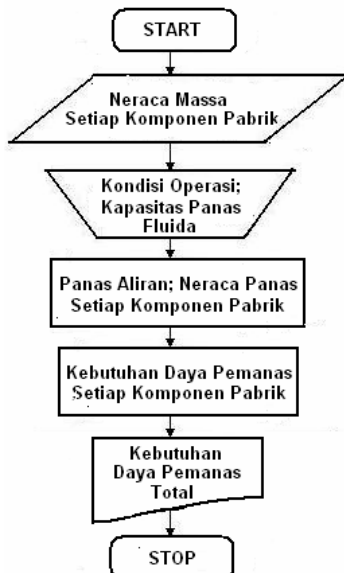 START
Neraca Massa
Setiap Komponen Pabrik
Kondisi Operasi;
Kapasitas Panas
Fluida
Panas Aliran; Neraca Panas
Setiap Komponen Pabrik
Kebutuhan Daya Pemanas
Setiap Komponen Pabrik
Kebutuhan
Daya Pemanas
Total
STOP